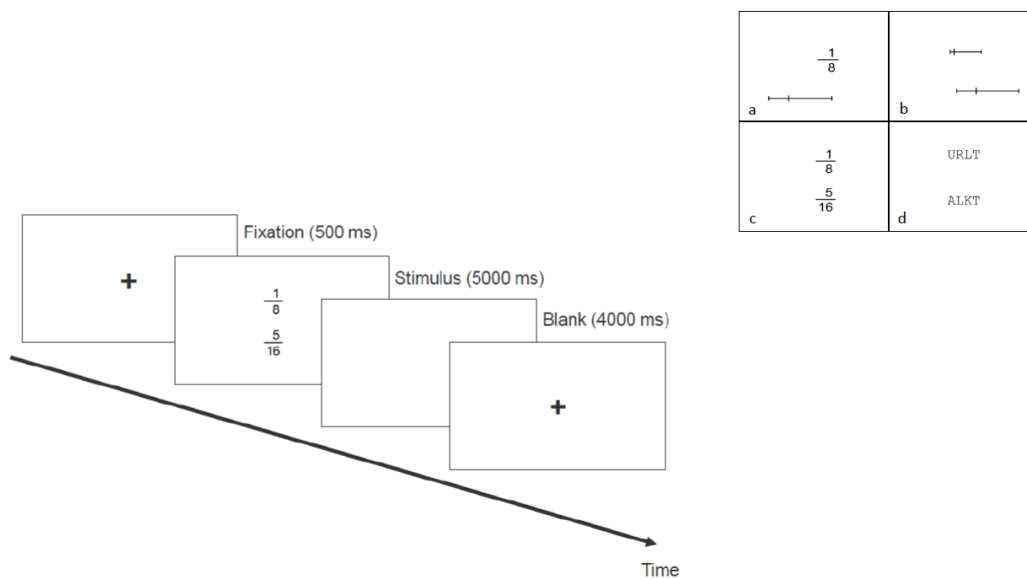 1
8
a
b
1
8
5
16
c
URLT
ALKT
d
+
Fixation (500 ms)
1
8
5
16
Stimulus (5000 ms)
Blank (4000 ms)
+
Time